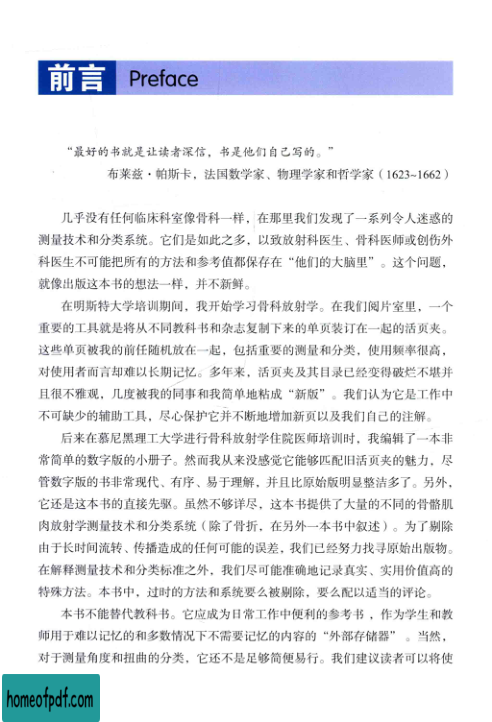 前言 Preface
“最好的书就是让读者深信，书是他们自己写的。”
布莱兹·帕斯卡，法国数学家、物理学家和哲学家（1623~1662）
几乎没有任何临床科室像骨科一样，在那里我们发现了一系列令人迷惑的
测量技术和分类系统。它们是如此之多，以致放射科医生、骨科医师或创伤外
科医生不可能把所有的方法和参考值都保存在“他们的大脑里”。这个问题，
就像出版这本书的想法一样，并不新鲜。
在明斯特大学培训期间，我开始学习骨科放射学。在我们阅片室里，一个
重要的工具就是将从不同教科书和杂志复制下来的单页装订在一起的活页夹。
这些单页被我的前任随机放在一起，包括重要的测量和分类，使用频率很高，
对使用者而言却难以长期记忆。多年来，活页夹及其目录已经变得破烂不堪并
且很不雅观，几度被我的同事和我简单地粘成“新版”。我们认为它是工作中
不可缺少的辅助工具，尽心保护它并不断地增加新页以及我们自己的注解。
后来在慕尼黑理工大学进行骨科放射学住院医师培训时，我编辑了一本非
常简单的数字版的小册子。然而我从来没感觉它能够匹配旧活页夹的魅力，尽
管数字版的书非常现代、有序、易于理解，并且比原始版明显整洁多了。另外，
它还是这本书的直接先驱。虽然不够详尽，这本书提供了大量的不同的骨骼肌
肉放射学测量技术和分类系统（除了骨折，在另外一本书中叙述）。为了剔除
由于长时间流转、传播造成的任何可能的误差，我们已经努力找寻原始出版物。
在解释测量技术和分类标准之外，我们尽可能准确地记录真实、实用价值高的
特殊方法。本书中，过时的方法和系统要么被剔除，要么配以适当的评论。
本书不能替代教科书。它应成为日常工作中便利的参考书，作为学生和教
师用于难以记忆的和多数情况下不需要记忆的内容的“外部存储器”。当然，
对于测量角度和扭曲的分类，它还不是足够简便易行。我们建议读者可以将使
homeofpdf.com